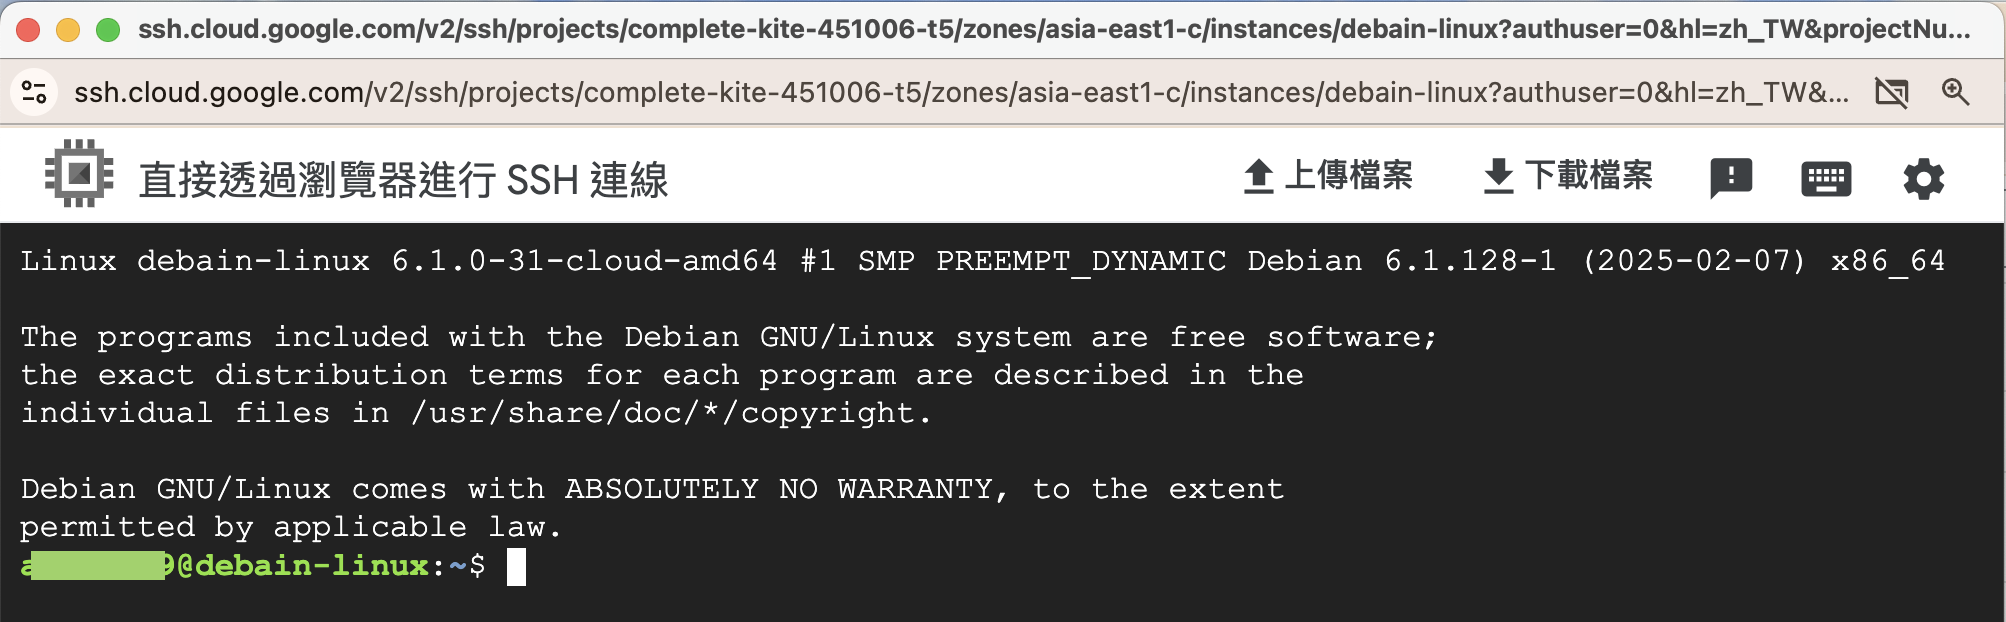 ssh.cloud.google.com/v2/ssh/projects/complete-kite-451006-t5/zones/asia-east1-c/instances/debain-linux?authuser=0&hl=zh_TW&projectNu...
ssh.cloud.google.com/v2/ssh/projects/complete-kite-451006-t5/zones/asia-east1-c/instances/debain-linux?authuser=0&hl=zh_TW&...
直接透過瀏覽器進行 SSH 連線 上傳檔案 下載檔案
Linux debain-linux 6.1.0-31-cloud-amd64 #1 SMP PREEMPT_DYNAMIC Debian 6.1.128-1 (2025-02-07) x86_64
The programs included with the Debian GNU/Linux system are free software;
the exact distribution terms for each program are described in the
individual files in /usr/share/doc/*/copyright.
Debian GNU/Linux comes with ABSOLUTELY NO WARRANTY, to the extent
permitted by applicable law.
@debain-linux:~$